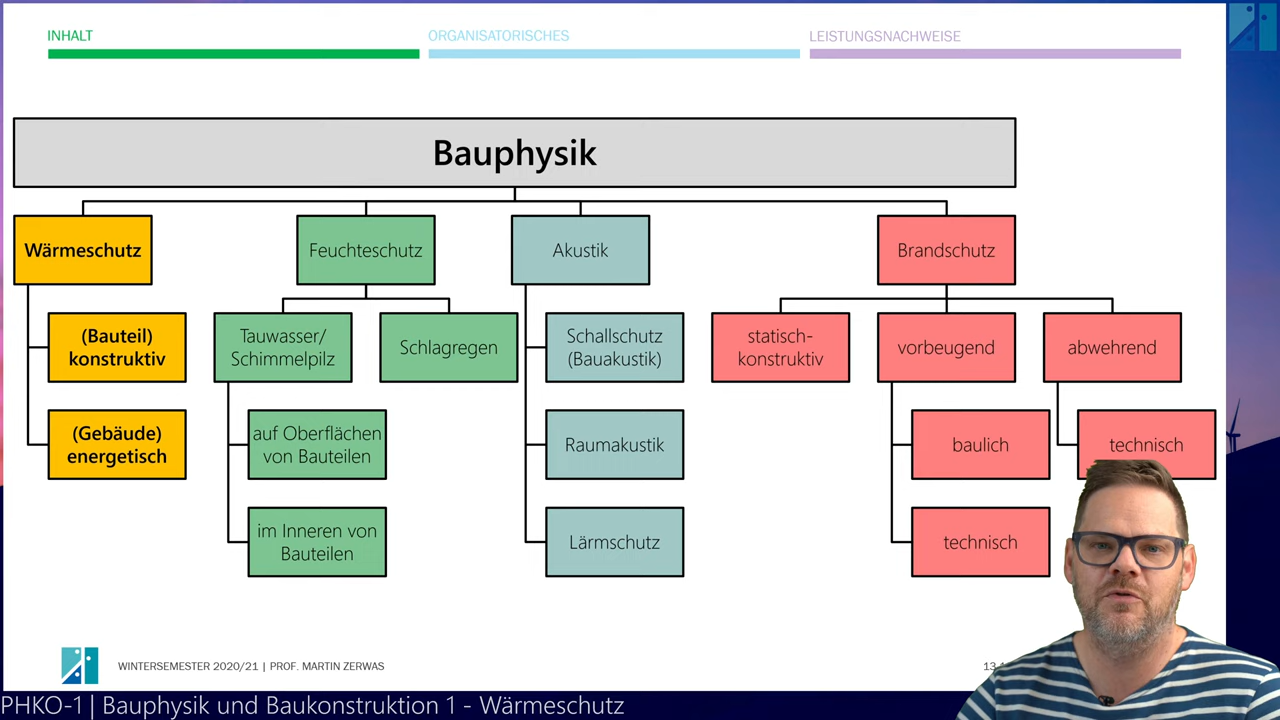 INHALT
ORGANISATORISCHES
LEISTUNGSNACHWEISE
Bauphysik
Wärmeschutz
Feuchteschutz
Akustik
Brandschutz
(Bauteil)
konstruktiv
Tauwasser/
Schimmelpilz
Schlagregen
Schallschutz
(Bauakustik)
statisch-
konstruktiv
vorbeugend
abwehrend
(Gebäude)
energetisch
auf Oberflächen
von Bauteilen
Raumakustik
baulich
technisch
im Inneren von
Bauteilen
Lärmschutz
technisch
WINTERSEMESTER 2020/21 | PROF. MARTIN ZERWAS
PHKO-1 | Bauphysik und Baukonstruktion 1 - Wärmeschutz